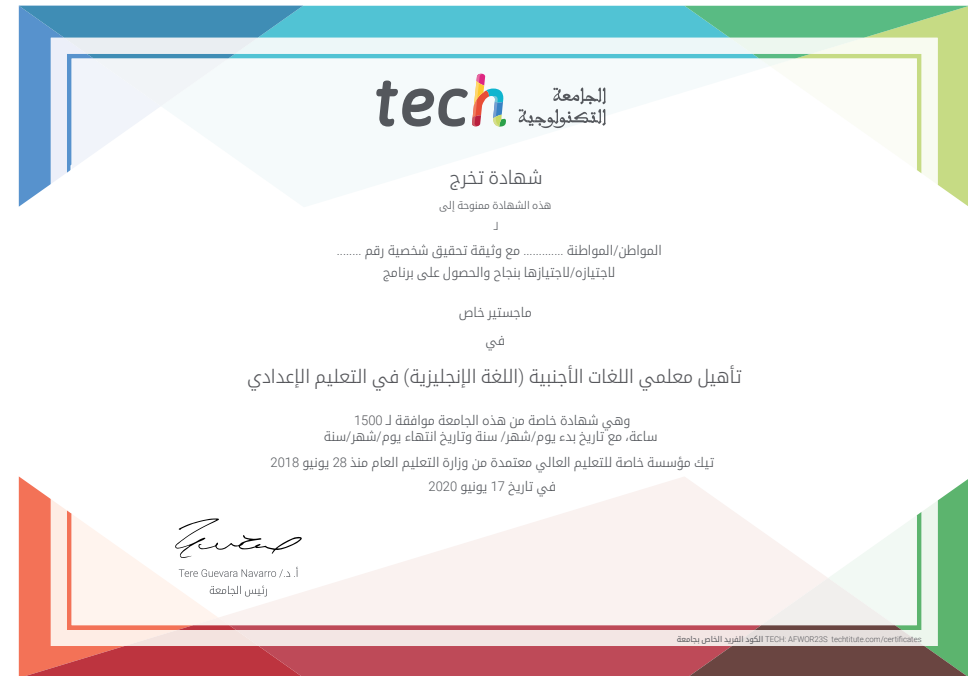 tech الجامعة
التكنولوجية
شهادة تخرج
هذه الشهادة ممنوحة إلى
لـ
المواطن/المواطنة ............. مع وثيقة تحقيق شخصية رقم ........
لاجتيازه/لاجتيازها بنجاح والحصول على برنامج
ماجستير خاص
في
تأهيل معلمي اللغات الأجنبية (اللغة الإنجليزية) في التعليم الإعدادي
وهي شهادة خاصة من هذه الجامعة موافقة لـ 1500
ساعة، مع تاريخ بدء يوم/شهر/ سنة وتاريخ انتهاء يوم/شهر/سنة
تيك مؤسسة خاصة للتعليم العالي معتمدة من وزارة التعليم العام منذ 28 يونيو 2018
في تاريخ 17 يونيو 2020
أ. د./ Tere Guevara Navarro
رئيس الجامعة
الكود الفريد الخاص بجامعة TECH: AFWOR23S techtitute.com/certificates